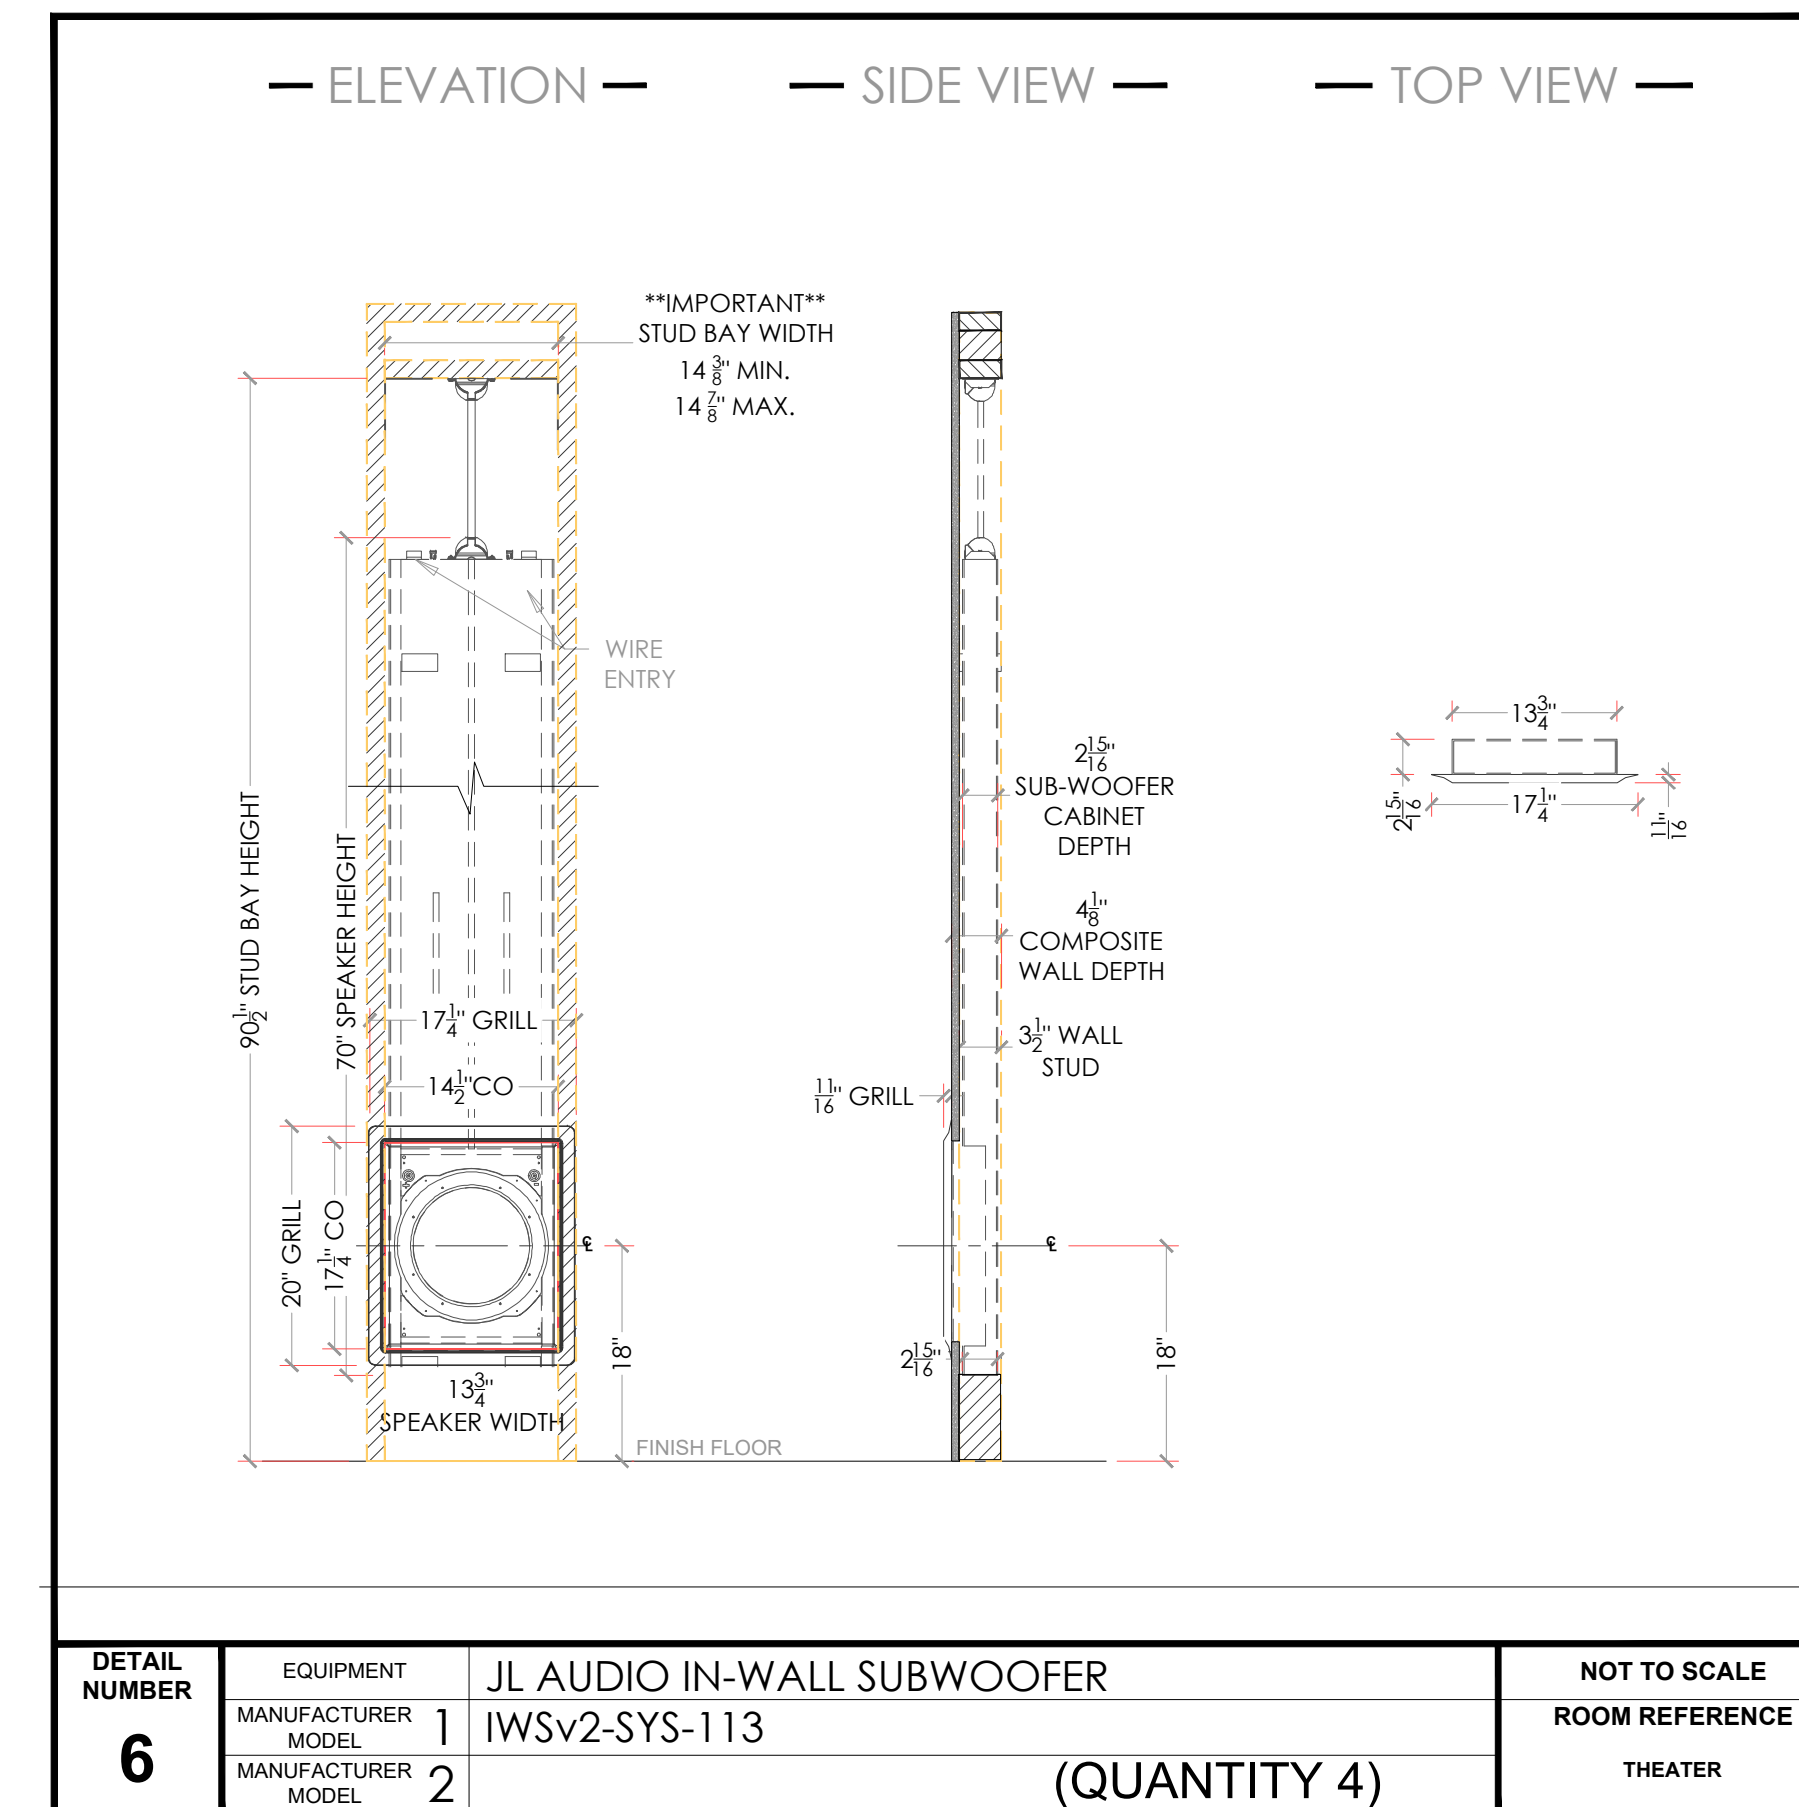 ELEVATION
SIDE VIEW
TOP VIEW
**IMPORTANT**
STUD BAY WIDTH
14 3/8" MIN.
14 7/8" MAX.
WIRE
ENTRY
90 1/2" STUD BAY HEIGHT
70" SPEAKER HEIGHT
17 1/4" GRILL
14 1/2" CO
20" GRILL
17 1/4" CO
℄
18"
13 3/4"
SPEAKER WIDTH
FINISH FLOOR
2 15/16"
SUB-WOOFER
CABINET
DEPTH
4 1/8"
COMPOSITE
WALL DEPTH
3 1/2" WALL
STUD
11/16" GRILL
℄
2 15/16"
18"
13 3/4"
2 15/16"
17 1/4"
11/16"
DETAIL
NUMBER
6
EQUIPMENT
JL AUDIO IN-WALL SUBWOOFER
MANUFACTURER
MODEL
1
IWSv2-SYS-113
MANUFACTURER
MODEL
2
(QUANTITY 4)
NOT TO SCALE
ROOM REFERENCE
THEATER